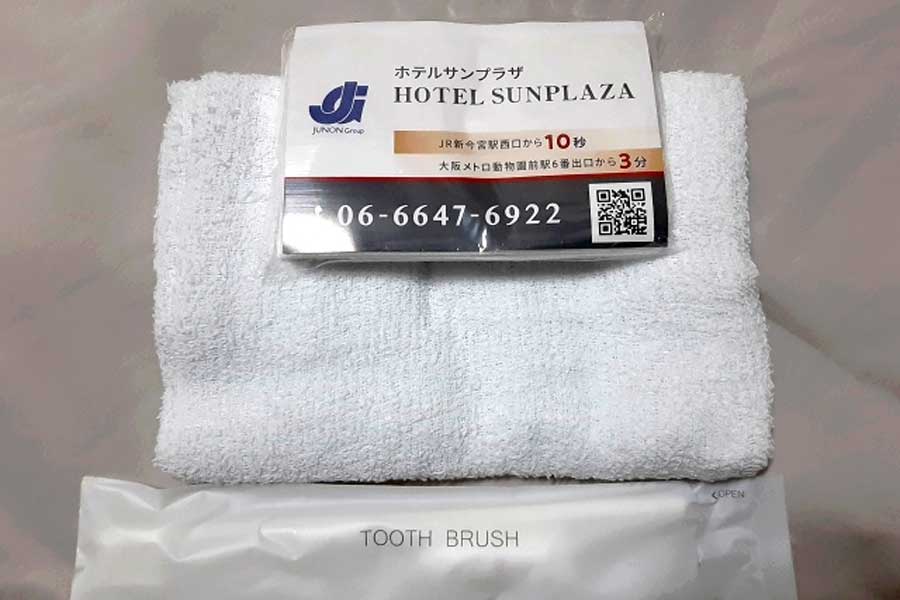 ホテルサンプラザ
HOTEL SUNPLAZA
JUNON Group
JR新今宮駅西口から10秒
大阪メトロ動物園前駅6番出口から3分
06-6647-6922
OPEN
TOOTH BRUSH